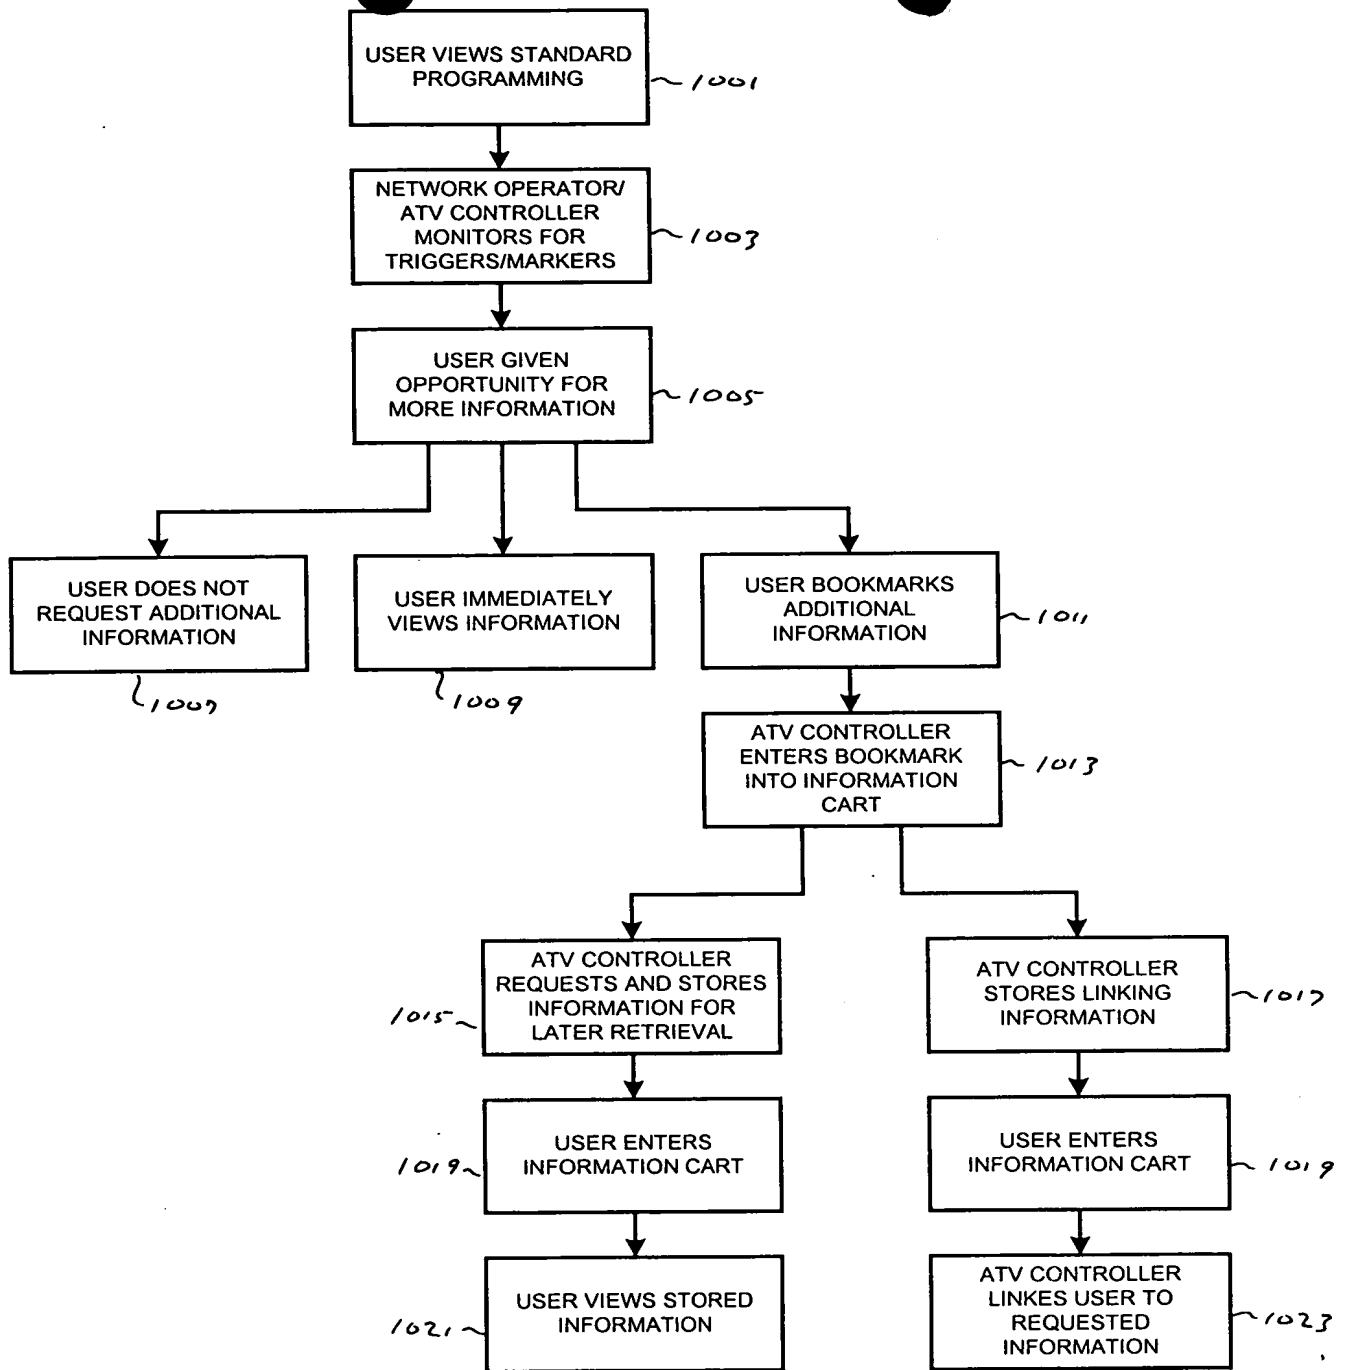 USER VIEWS STANDARD
PROGRAMMING
1001
NETWORK OPERATOR/
ATV CONTROLLER
MONITORS FOR
TRIGGERS/MARKERS
1003
USER GIVEN
OPPORTUNITY FOR
MORE INFORMATION
1005
USER DOES NOT
REQUEST ADDITIONAL
INFORMATION
1007
USER IMMEDIATELY
VIEWS INFORMATION
1009
USER BOOKMARKS
ADDITIONAL
INFORMATION
1011
ATV CONTROLLER
ENTERS BOOKMARK
INTO INFORMATION
CART
1013
ATV CONTROLLER
REQUESTS AND STORES
INFORMATION FOR
LATER RETRIEVAL
1015
ATV CONTROLLER
STORES LINKING
INFORMATION
1017
USER ENTERS
INFORMATION CART
1019
USER ENTERS
INFORMATION CART
1019
USER VIEWS STORED
INFORMATION
1021
ATV CONTROLLER
LINKES USER TO
REQUESTED
INFORMATION
1023